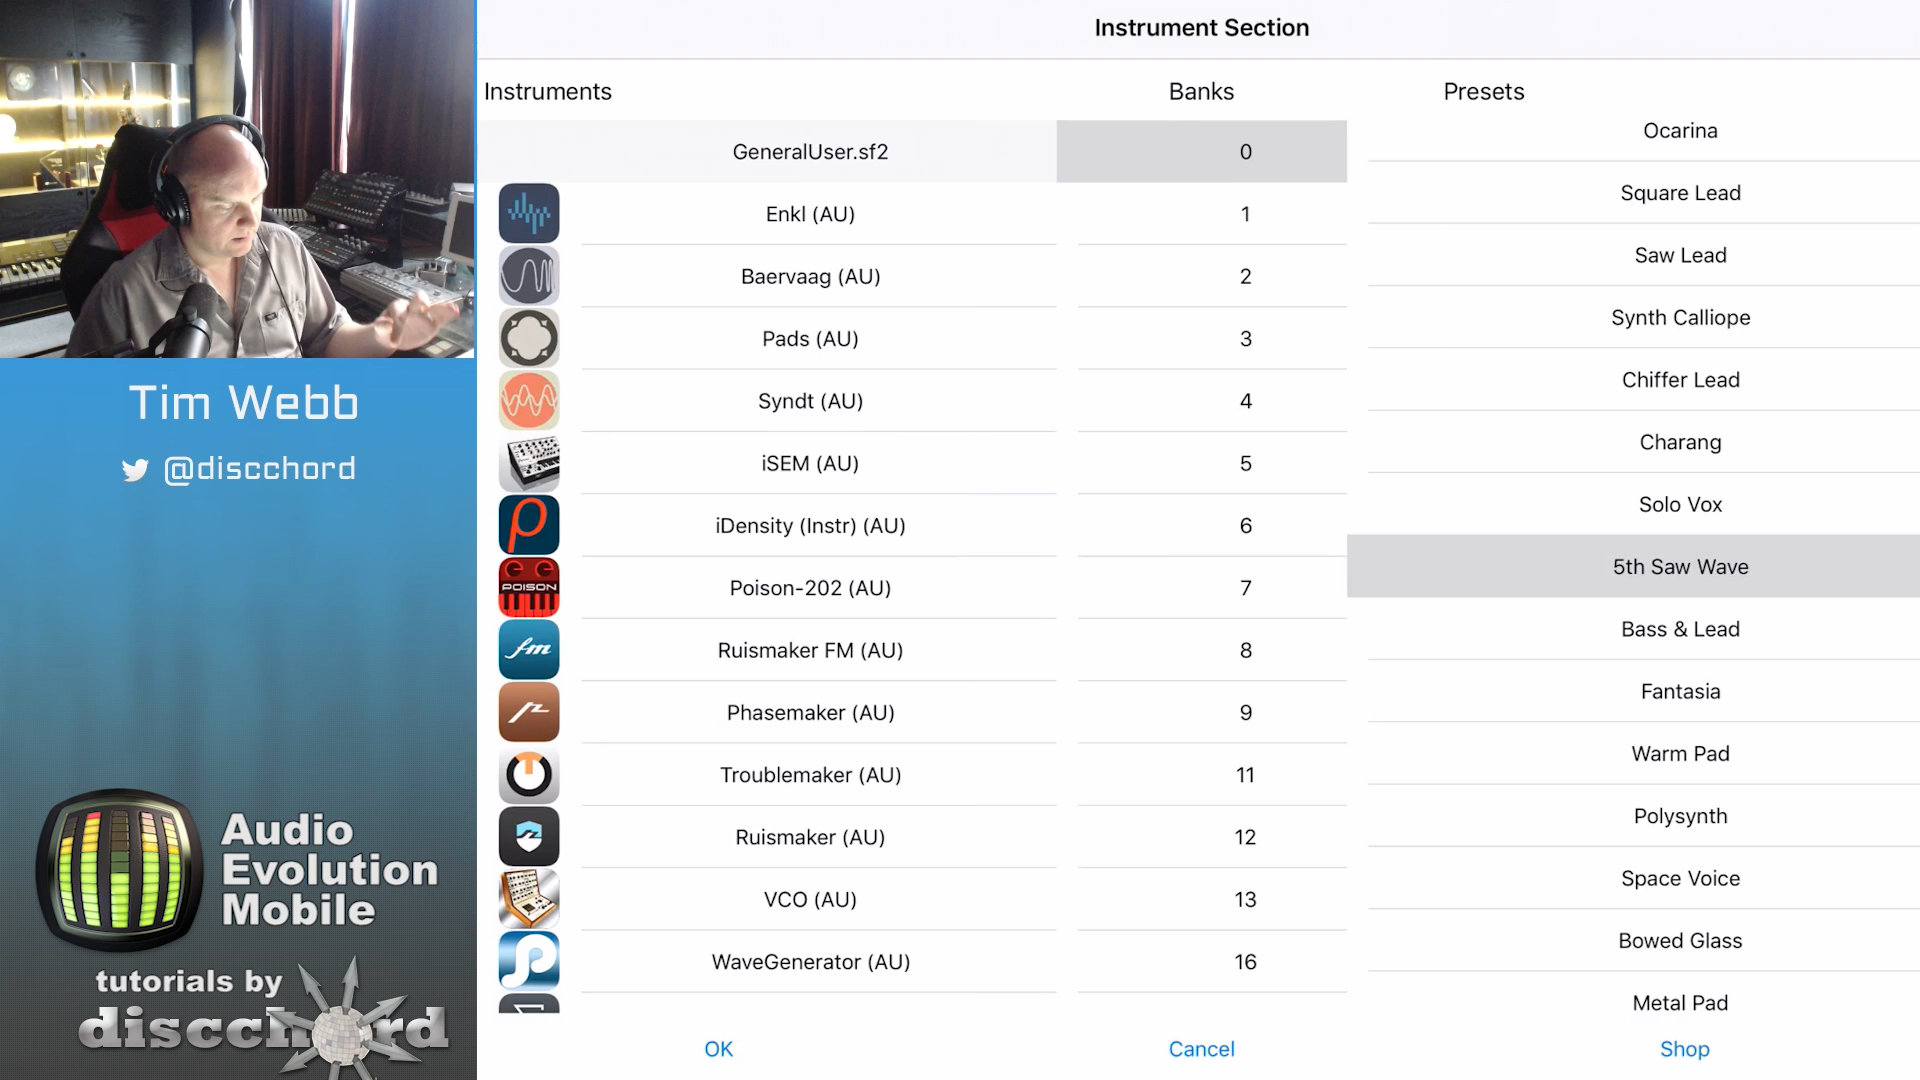 Instrument Section
Instruments
Banks
Presets
GeneralUser.sf2
Enkl (AU)
Baervaag (AU)
Pads (AU)
Syndt (AU)
iSEM (AU)
iDensity (Instr) (AU)
POISON
Poison-202 (AU)
fm
Ruismaker FM (AU)
Phasemaker (AU)
Troublemaker (AU)
Ruismaker (AU)
VCO (AU)
WaveGenerator (AU)
0
1
2
3
4
5
6
7
8
9
11
12
13
16
Ocarina
Square Lead
Saw Lead
Synth Calliope
Chiffer Lead
Charang
Solo Vox
5th Saw Wave
Bass & Lead
Fantasia
Warm Pad
Polysynth
Space Voice
Bowed Glass
Metal Pad
OK
Cancel
Shop
Tim Webb
@discchord
Audio
Evolution
Mobile
tutorials by
discchord